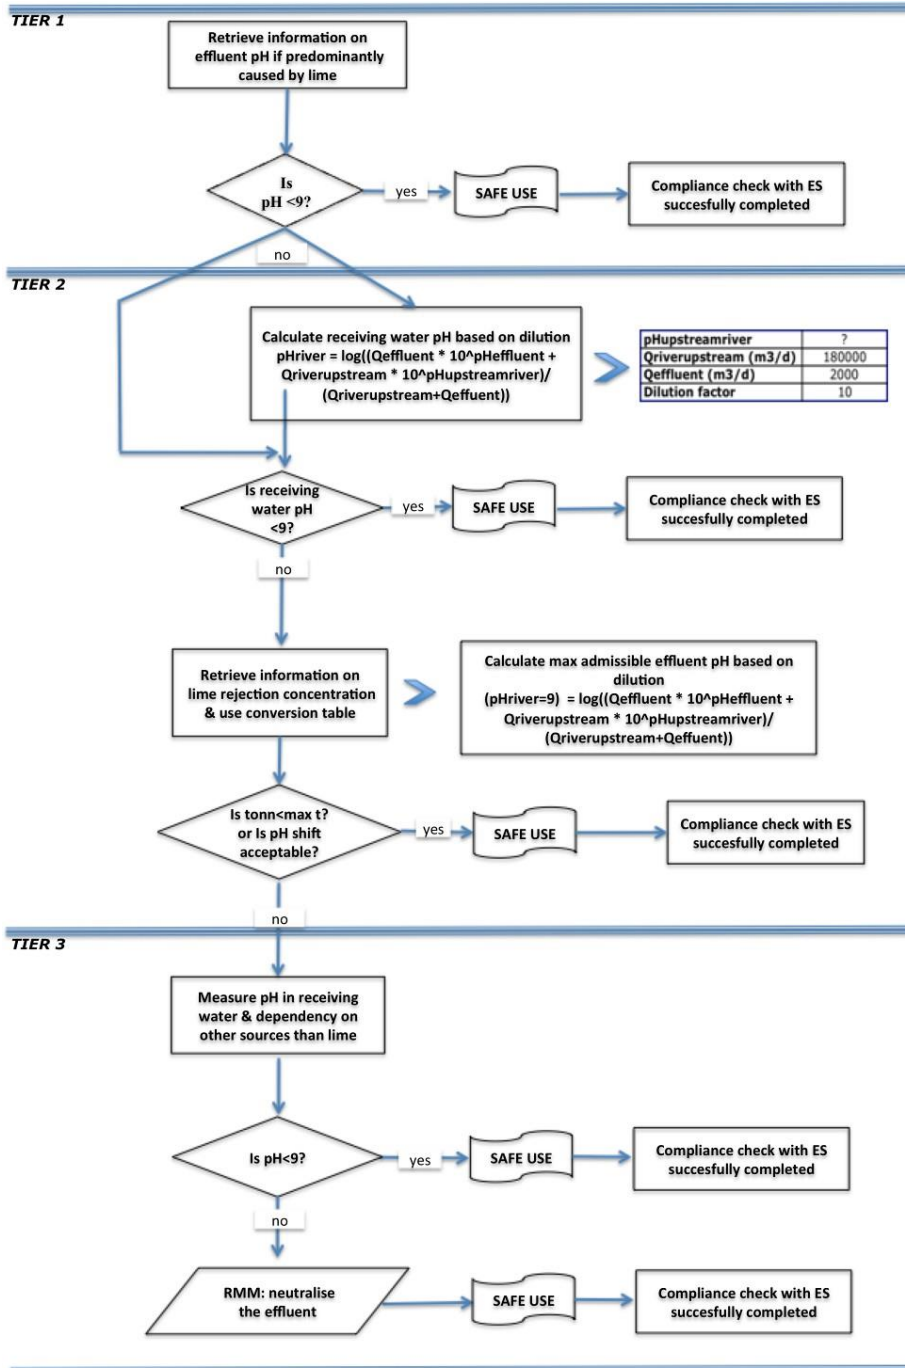 TIER 1
Retrieve information on
effluent pH if predominantly
caused by lime
Is
pH <9?
yes
SAFE USE
Compliance check with ES
succesfully completed
no
TIER 2
Calculate receiving water pH based on dilution
pHriver = log((Qeffluent * 10^pHeffluent +
Qriverupstream * 10^pHupstreamriver)/
(Qriverupstream+Qeffuent))
pHupstreamriver ?
Qriverupstream (m3/d) 180000
Qeffluent (m3/d) 2000
Dilution factor 10
Is receiving
water pH
<9?
yes
SAFE USE
Compliance check with ES
succesfully completed
no
Retrieve information on
lime rejection concentration
& use conversion table
Calculate max admissible effluent pH based on
dilution
(pHriver=9) = log((Qeffluent * 10^pHeffluent +
Qriverupstream * 10^pHupstreamriver)/
(Qriverupstream+Qeffuent))
Is tonn<max t?
or Is pH shift
acceptable?
yes
SAFE USE
Compliance check with ES
succesfully completed
no
TIER 3
Measure pH in receiving
water & dependency on
other sources than lime
Is pH<9?
yes
SAFE USE
Compliance check with ES
succesfully completed
no
RMM: neutralise
the effluent
SAFE USE
Compliance check with ES
succesfully completed